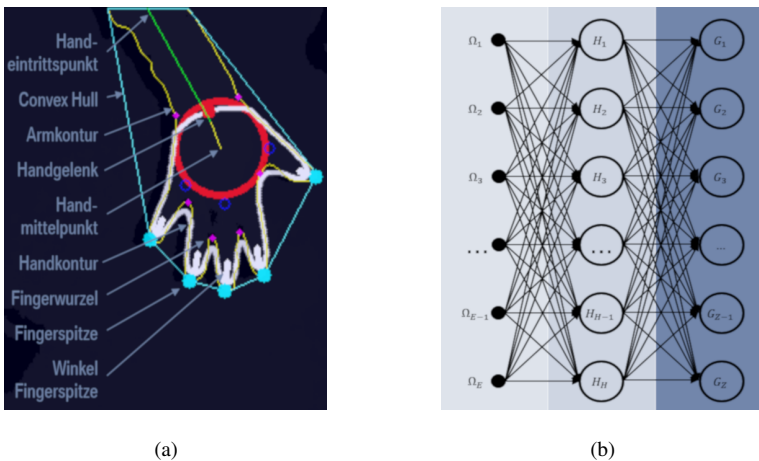 Hand-
eintrittspunkt
Convex Hull
Armkontur
Handgelenk
Hand-
mittelpunkt
Handkontur
Fingerwurzel
Fingerspitze
Winkel
Fingerspitze
(a)
Ω1 H1 G1
Ω2 H2 G2
Ω3 H3 G3
... ... ...
ΩE−1 HH−1 GZ−1
ΩE HH GZ
(b)